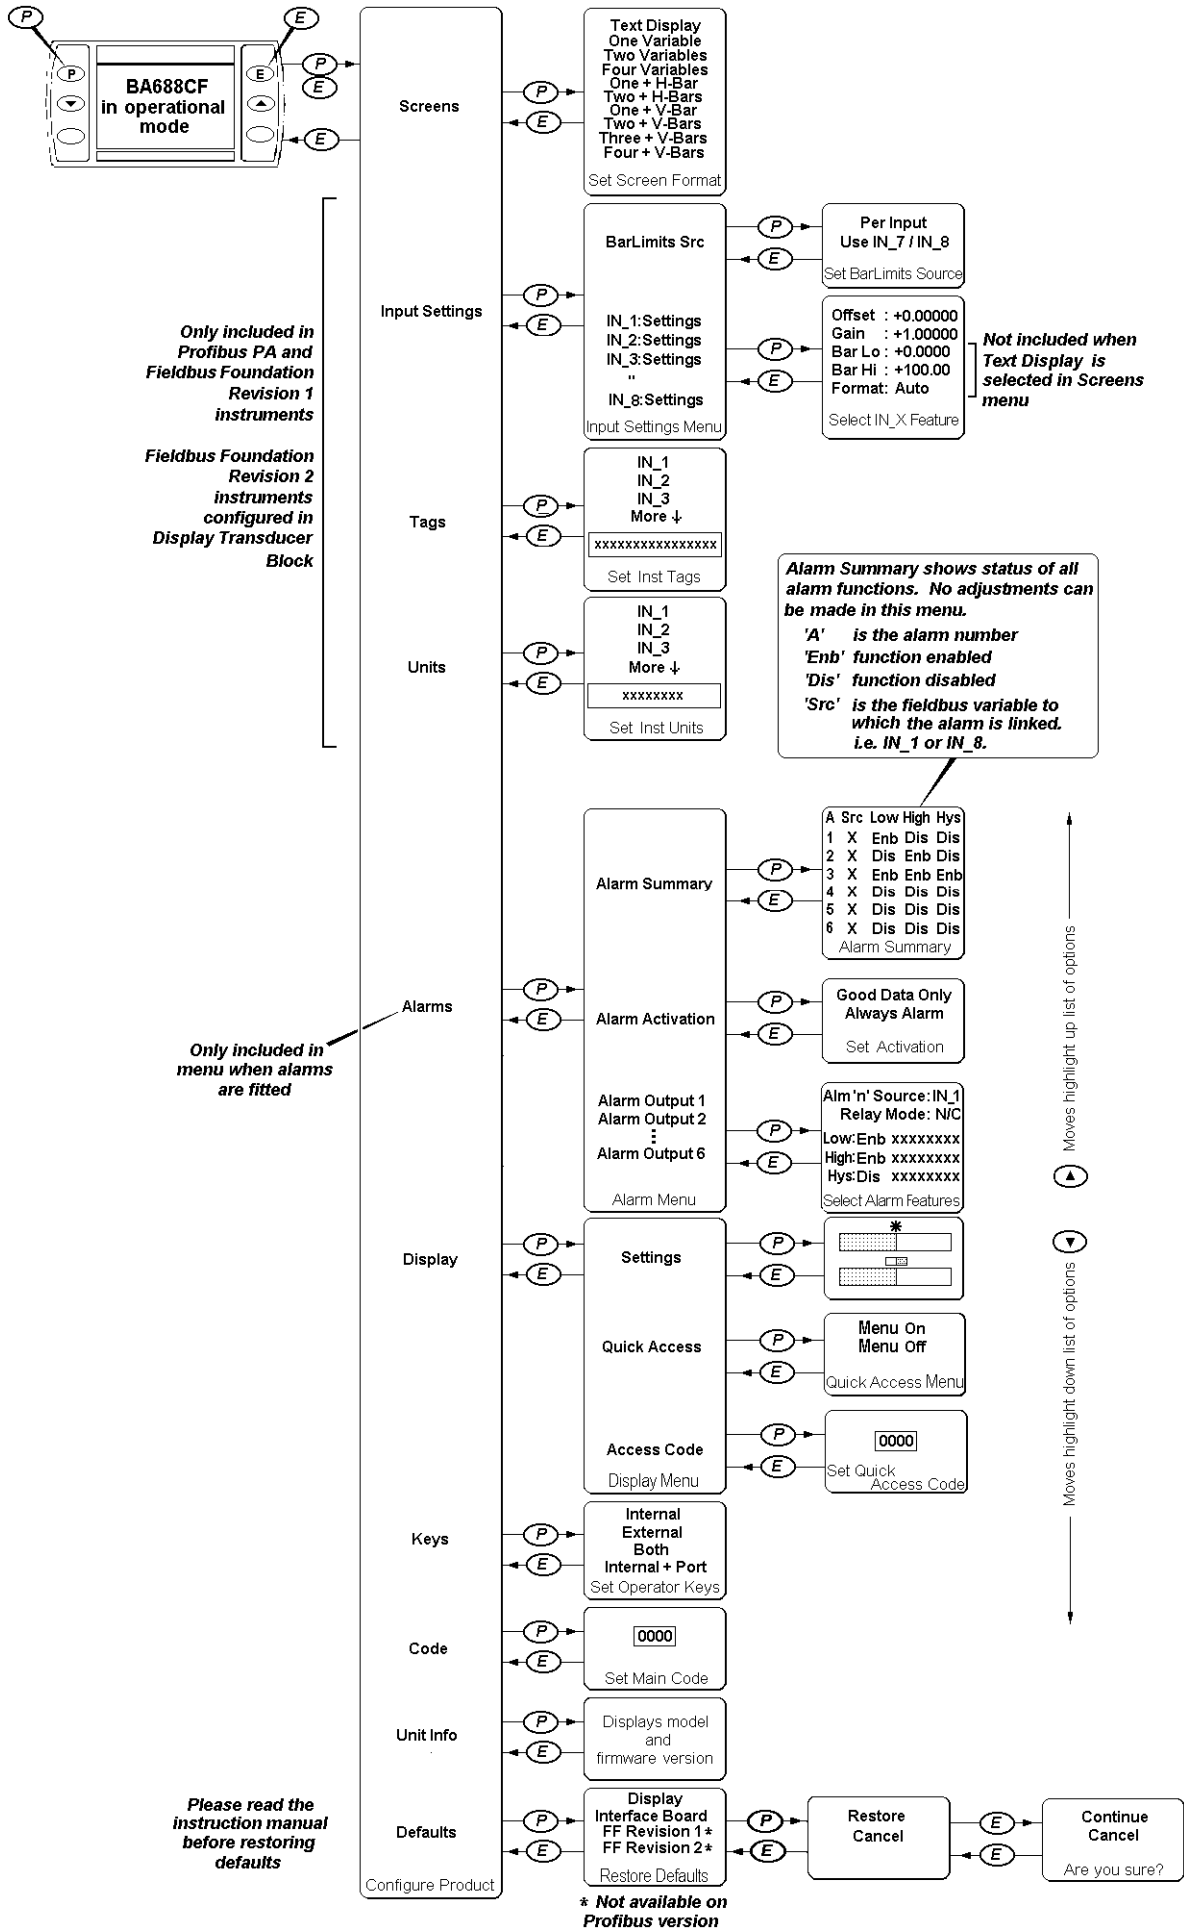 P
E
P
E
BA688CF
in operational
mode
P
E
E
Screens
P
E
Text Display
One Variable
Two Variables
Four Variables
One + H-Bar
Two + H-Bars
One + V-Bar
Two + V-Bars
Three + V-Bars
Four + V-Bars
Set Screen Format
Only included in
Profibus PA and
Fieldbus Foundation
Revision 1
instruments
Fieldbus Foundation
Revision 2
instruments
configured in
Display Transducer
Block
Input Settings
P
E
BarLimits Src
IN_1:Settings
IN_2:Settings
IN_3:Settings
"
IN_8:Settings
Input Settings Menu
P
E
Per Input
Use IN_7 / IN_8
Set BarLimits Source
P
E
Offset : +0.00000
Gain : +1.00000
Bar Lo : +0.0000
Bar Hi : +100.00
Format: Auto
Select IN_X Feature
Not included when
Text Display is
selected in Screens
menu
Tags
P
E
IN_1
IN_2
IN_3
More ↓
xxxxxxxxxxxxxxxx
Set Inst Tags
Units
P
E
IN_1
IN_2
IN_3
More ↓
xxxxxxxx
Set Inst Units
Alarm Summary shows status of all
alarm functions. No adjustments can
be made in this menu.
'A' is the alarm number
'Enb' function enabled
'Dis' function disabled
'Src' is the fieldbus variable to
which the alarm is linked.
i.e. IN_1 or IN_8.
Alarms
Only included in
menu when alarms
are fitted
P
E
Alarm Summary
Alarm Activation
Alarm Output 1
Alarm Output 2
Alarm Output 6
Alarm Menu
P
E
A Src Low High Hys
1 X Enb Dis Dis
2 X Dis Enb Dis
3 X Enb Enb Enb
4 X Dis Dis Dis
5 X Dis Dis Dis
6 X Dis Dis Dis
Alarm Summary
P
E
Good Data Only
Always Alarm
Set Activation
P
E
Alm 'n' Source:IN_1
Relay Mode: N/C
Low:Enb xxxxxxxx
High:Enb xxxxxxxx
Hys:Dis xxxxxxxx
Select Alarm Features
Moves highlight up list of options
Moves highlight down list of options
Display
P
E
Settings
Quick Access
Access Code
Display Menu
P
E
*
P
E
Menu On
Menu Off
Quick Access Menu
P
E
0000
Set Quick
Access Code
Keys
P
E
Internal
External
Both
Internal + Port
Set Operator Keys
Code
P
E
0000
Set Main Code
Unit Info
P
E
Displays model
and
firmware version
Please read the
instruction manual
before restoring
defaults
Defaults
Configure Product
P
E
Display
Interface Board
FF Revision 1*
FF Revision 2*
Restore Defaults
* Not available on
Profibus version
P
E
Restore
Cancel
E
E
Continue
Cancel
Are you sure?